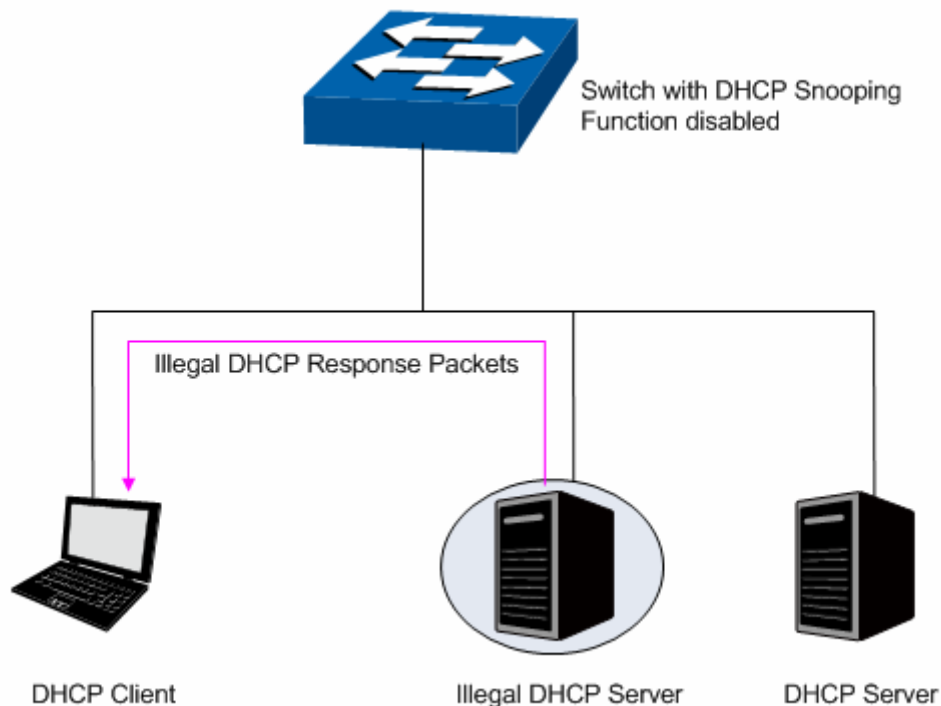 Switch with DHCP Snooping
Function disabled
Illegal DHCP Response Packets
DHCP Client
Illegal DHCP Server
DHCP Server